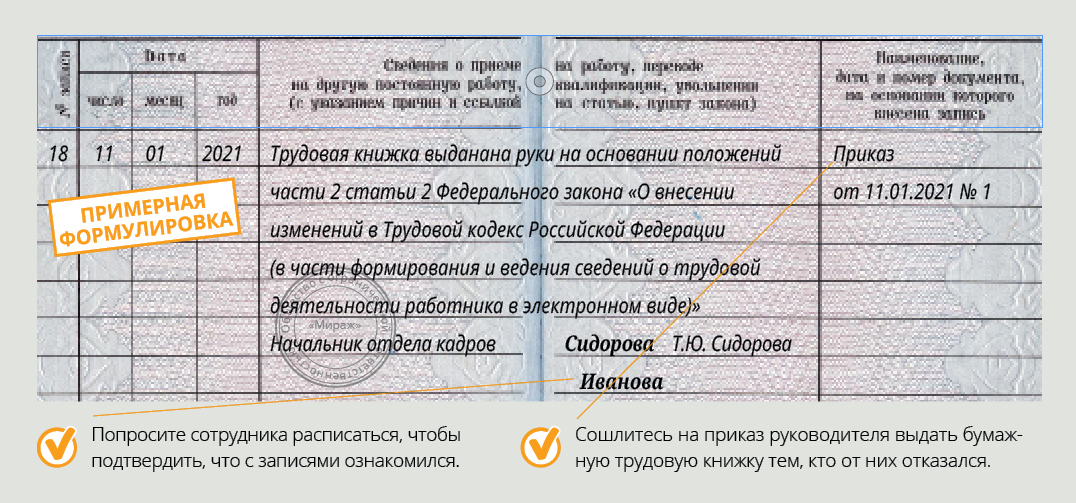 № записи
Дата
число
месяц
год
Сведения о приеме на работу, переводе
на другую постоянную работу, квалификации, увольнении
(с указанием причин и ссылкой на статью, пункт закона)
Наименование,
дата и номер документа,
на основании которого
внесена запись
18 11 01 2021 Трудовая книжка выданана руки на основании положений Приказ
части 2 статьи 2 Федерального закона «О внесении от 11.01.2021 № 1
ПРИМЕРНАЯ
ФОРМУЛИРОВКА
изменений в Трудовой кодекс Российской Федерации
(в части формирования и ведения сведений о трудовой
деятельности работника в электронном виде)»
«Мираж»
Начальник отдела кадров Сидорова Т.Ю. Сидорова
Иванова
Попросите сотрудника расписаться, чтобы
подтвердить, что с записями ознакомился.
Сошлитесь на приказ руководителя выдать бумаж-
ную трудовую книжку тем, кто от них отказался.